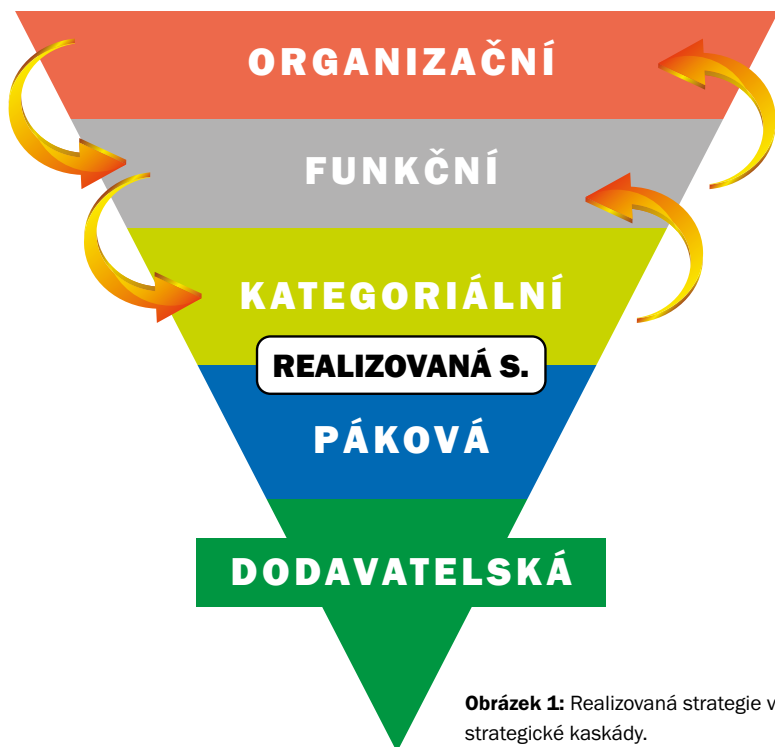 ORGANIZAČNÍ
FUNKČNÍ
KATEGORIÁLNÍ
REALIZOVANÁ S.
PÁKOVÁ
DODAVATELSKÁ
Obrázek 1: Realizovaná strategie v
strategické kaskády.